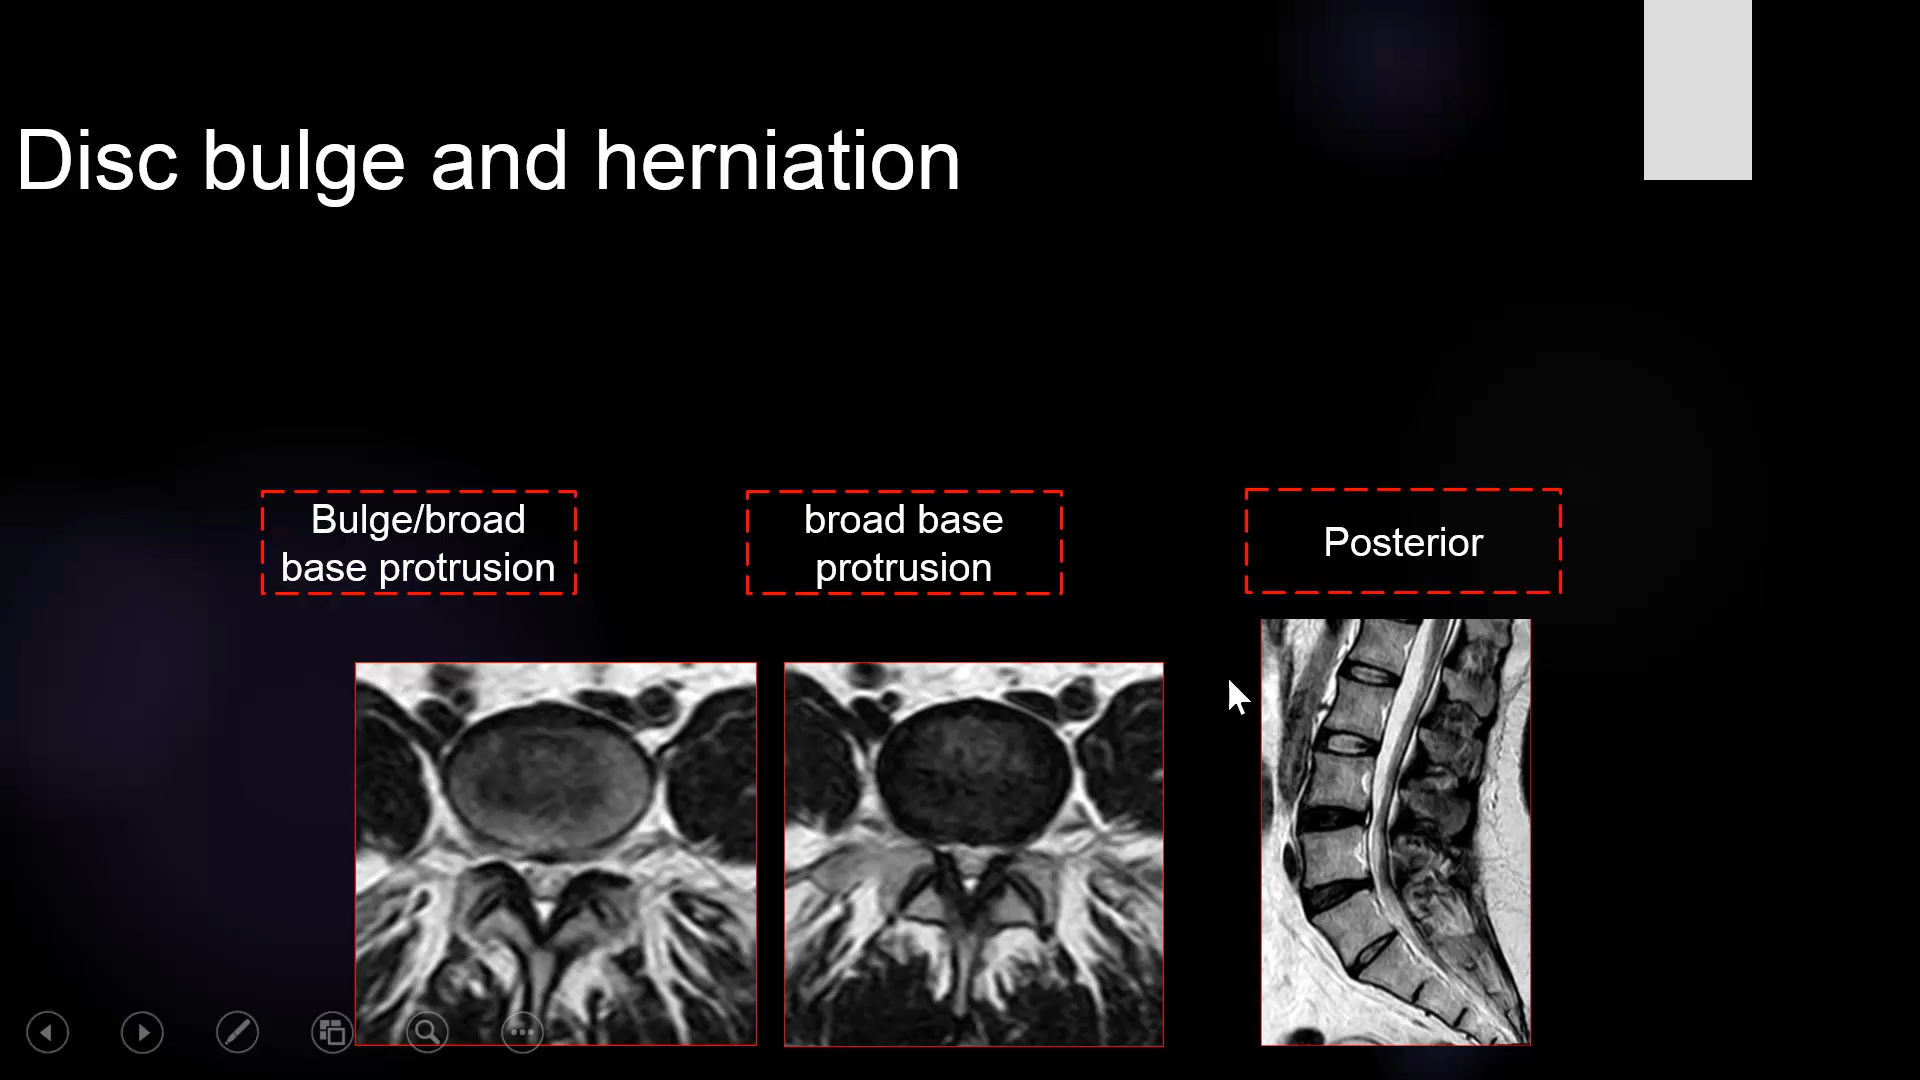 Disc bulge and herniation
Bulge/broad
base protrusion
broad base
protrusion
Posterior